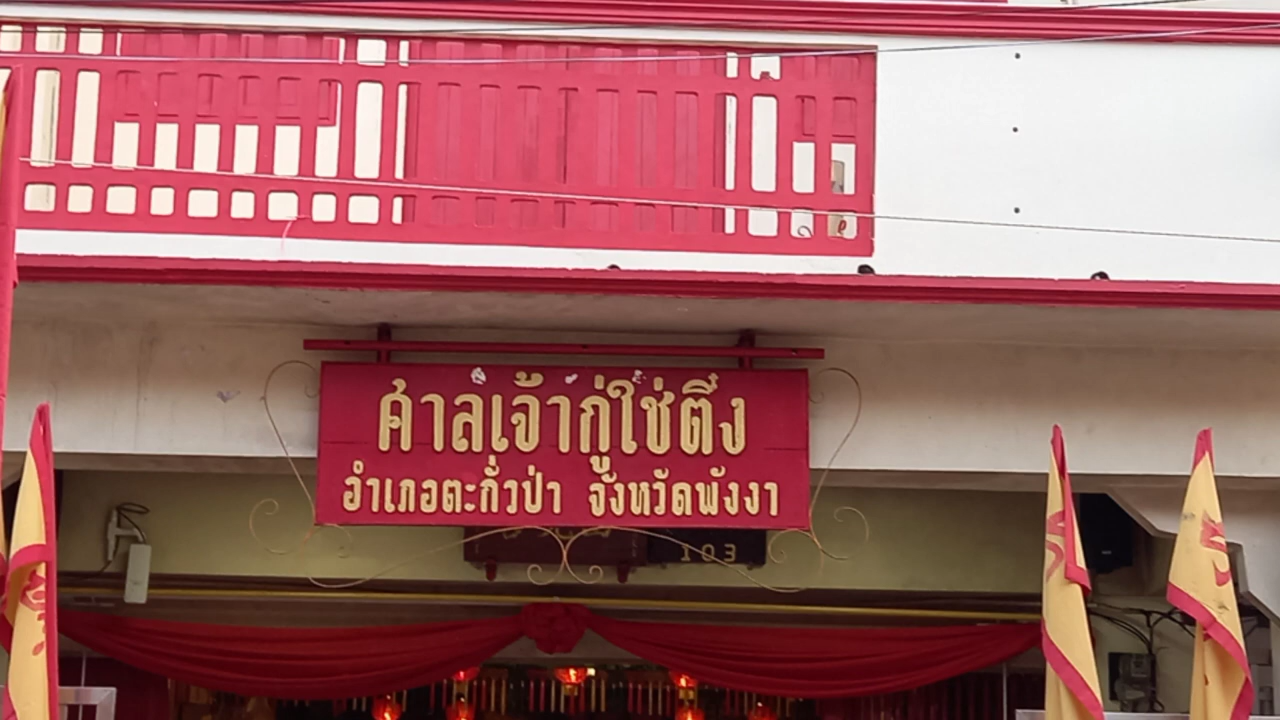 ศาลเจ้ากู่ใช่ตึ๋ง
อำเภอตะกั่วป่า จังหวัดพังงา
103